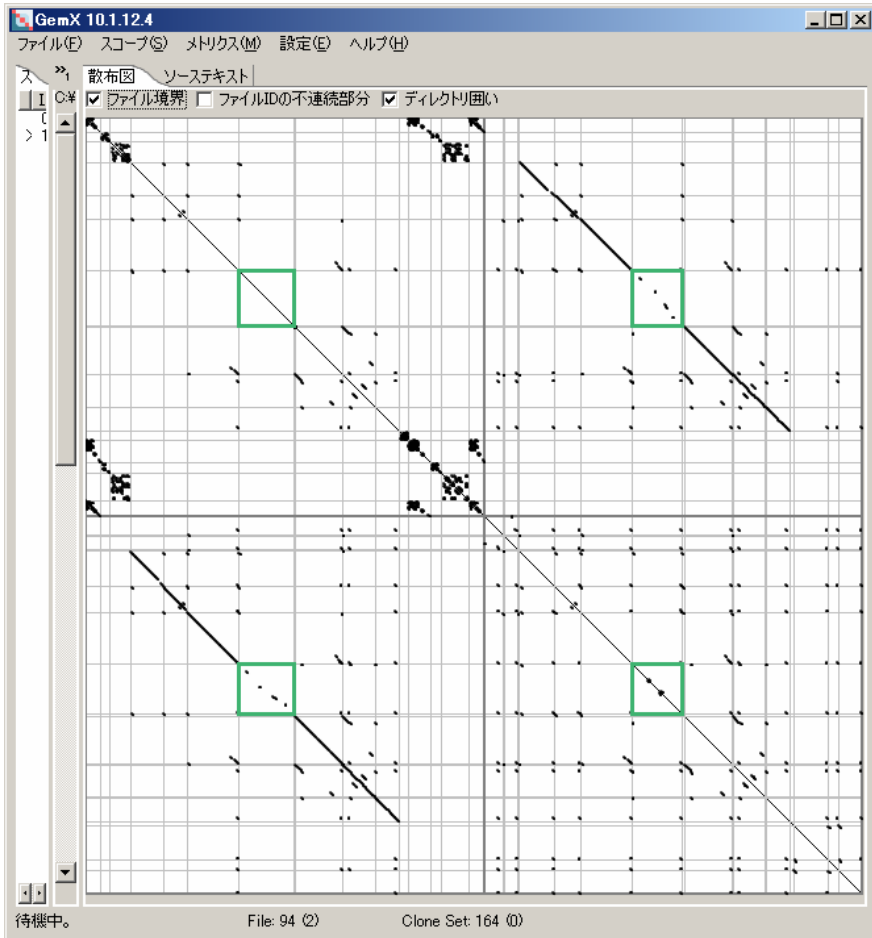 GemX 10.1.12.4
ファイル(F) スコープ(S) メトリクス(M) 設定(E) ヘルプ(H)
ス »1 散布図 ソーステキスト
I C:¥ ファイル境界 ファイルIDの不連続部分 ディレクトリ囲い
> 1
待機中。 File: 94 (2) Clone Set: 164 (0)